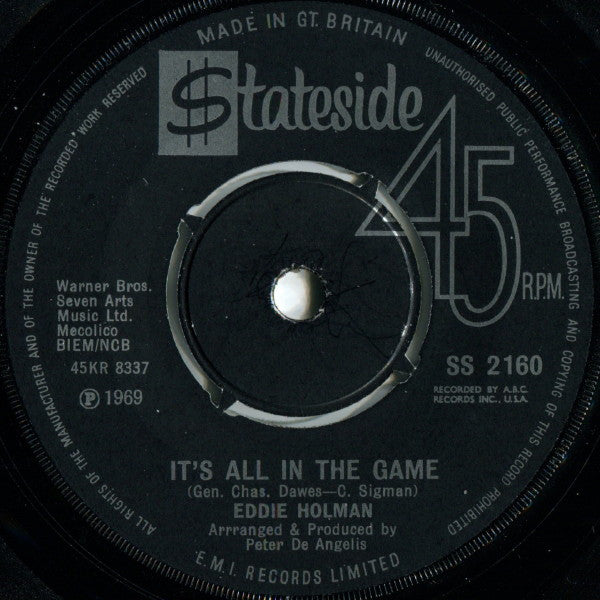 MADE IN GT. BRITAIN
$tateside
45
R.P.M.
Warner Bros.
Seven Arts
Music Ltd.
Mecolico
BIEM/NCB
45KR 8337
Ⓟ 1969
SS 2160
RECORDED BY A.B.C.
RECORDS INC., U.S.A.
IT'S ALL IN THE GAME
(Gen. Chas. Dawes—C. Sigman)
EDDIE HOLMAN
Arrranged & Produced by
Peter De Angelis
E.M.I. RECORDS LIMITED
ALL RIGHTS OF THE MANUFACTURER AND OF THE OWNER OF THE RECORDED WORK RESERVED
UNAUTHORISED PUBLIC PERFORMANCE BROADCASTING AND COPYING OF THIS RECORD PROHIBITED